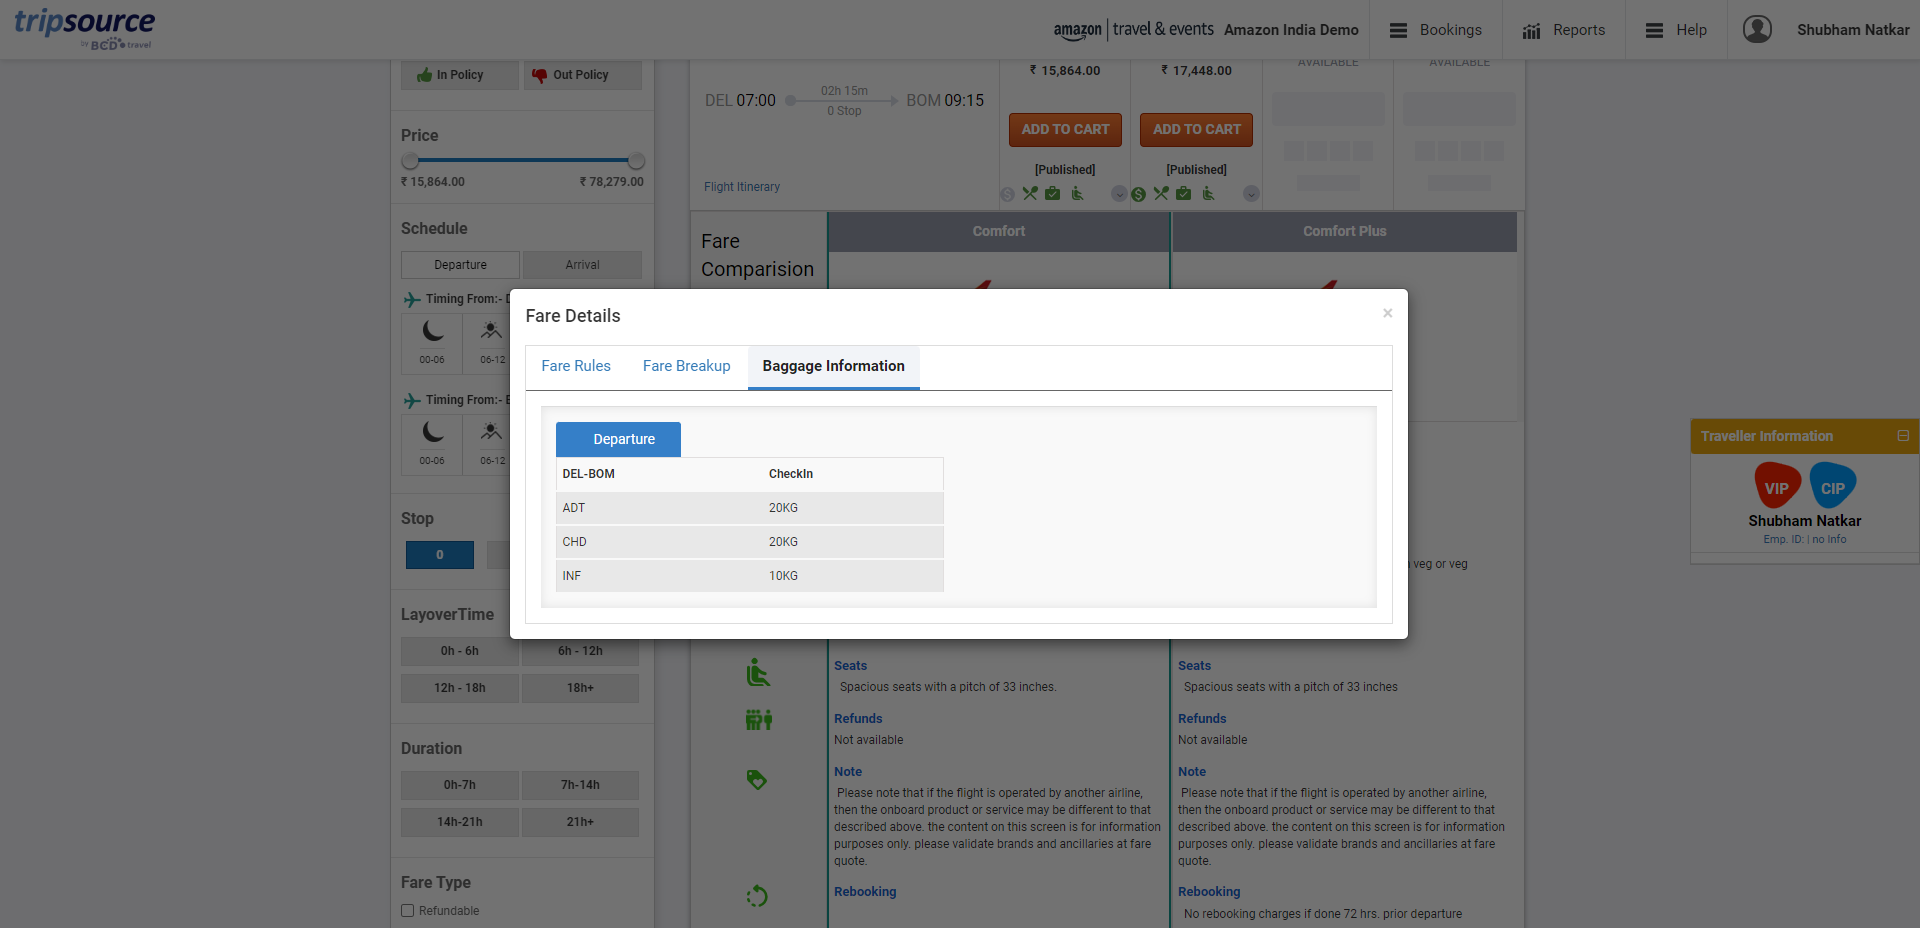 tripsource
by BCD travel
amazon | travel & events Amazon India Demo
Bookings
Reports
Help
Shubham Natkar
In Policy
Out Policy
Price
₹ 15,864.00 ₹ 78,279.00
Schedule
Departure Arrival
Timing From:- D
00-06 06-12
Timing From:- B
00-06 06-12
Stop
0
LayoverTime
0h - 6h 6h - 12h
12h - 18h 18h+
Duration
0h-7h 7h-14h
14h-21h 21h+
Fare Type
Refundable
₹ 15,864.00 ₹ 17,448.00 AVAILABLE AVAILABLE
DEL 07:00 02h 15m BOM 09:15
0 Stop
ADD TO CART ADD TO CART
[Published] [Published]
Flight Itinerary
Fare
Comparision
Comfort Comfort Plus
Fare Details ×
Fare Rules Fare Breakup Baggage Information
Departure
DEL-BOM CheckIn
ADT 20KG
CHD 20KG
INF 10KG
veg or veg
Seats Seats
Spacious seats with a pitch of 33 inches. Spacious seats with a pitch of 33 inches
Refunds Refunds
Not available Not available
Note Note
Please note that if the flight is operated by another airline, Please note that if the flight is operated by another airline,
then the onboard product or service may be different to that then the onboard product or service may be different to that
described above. the content on this screen is for information described above. the content on this screen is for information
purposes only. please validate brands and ancillaries at fare purposes only. please validate brands and ancillaries at fare
quote. quote.
Rebooking Rebooking
No rebooking charges if done 72 hrs. prior departure
Traveller Information
VIP CIP
Shubham Natkar
Emp. ID: | no Info